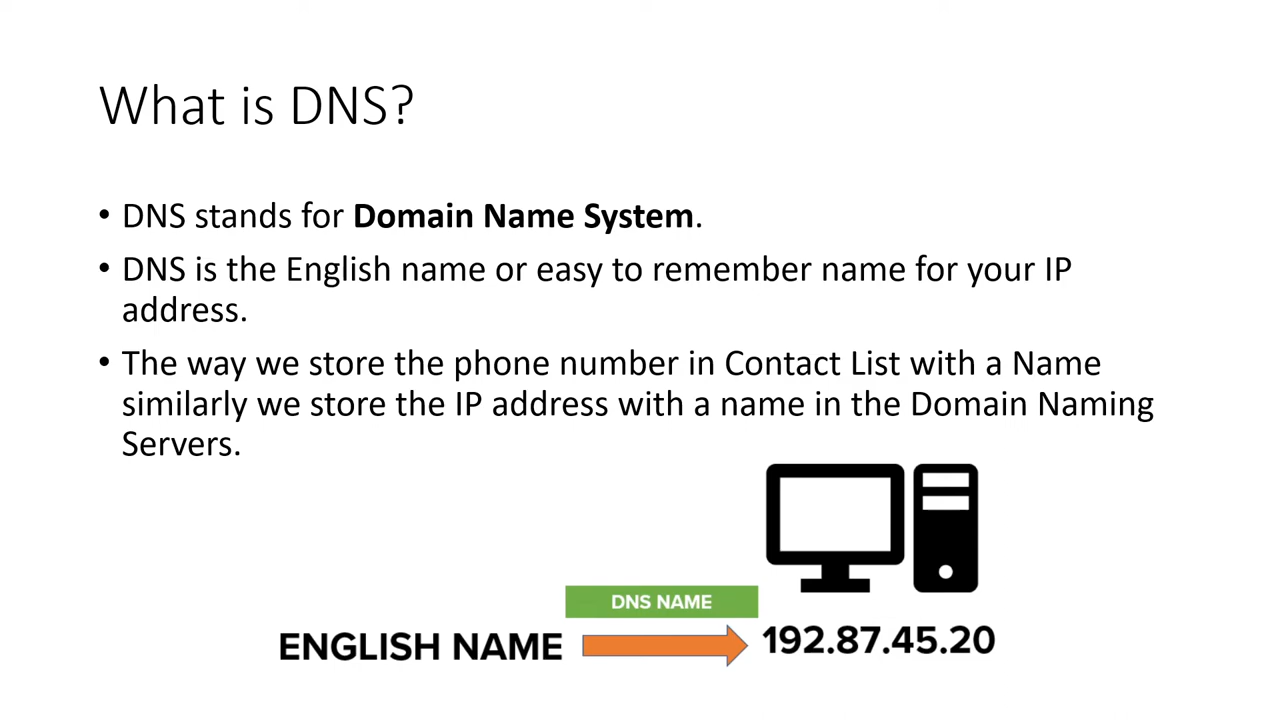 What is DNS?
• DNS stands for Domain Name System.
• DNS is the English name or easy to remember name for your IP
address.
• The way we store the phone number in Contact List with a Name
similarly we store the IP address with a name in the Domain Naming
Servers.
DNS NAME
ENGLISH NAME
192.87.45.20